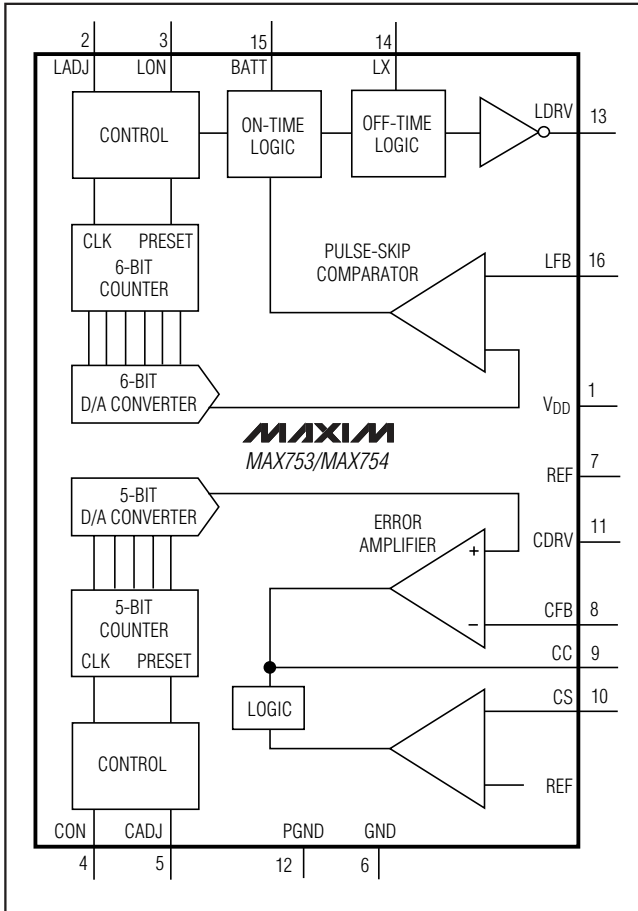 2 3 15 14
LADJ LON BATT LX
CONTROL
ON-TIME
LOGIC
OFF-TIME
LOGIC
LDRV 13
CLK PRESET
6-BIT
COUNTER
PULSE-SKIP
COMPARATOR
LFB 16
6-BIT
D/A CONVERTER
VDD 1
MAXIM
MAX753/MAX754
REF 7
5-BIT
D/A CONVERTER
ERROR
AMPLIFIER
CDRV 11
+
−
5-BIT
COUNTER
CLK PRESET
CFB 8
CC 9
LOGIC
CS 10
CONTROL
REF
CON CADJ PGND GND
4 5 12 6